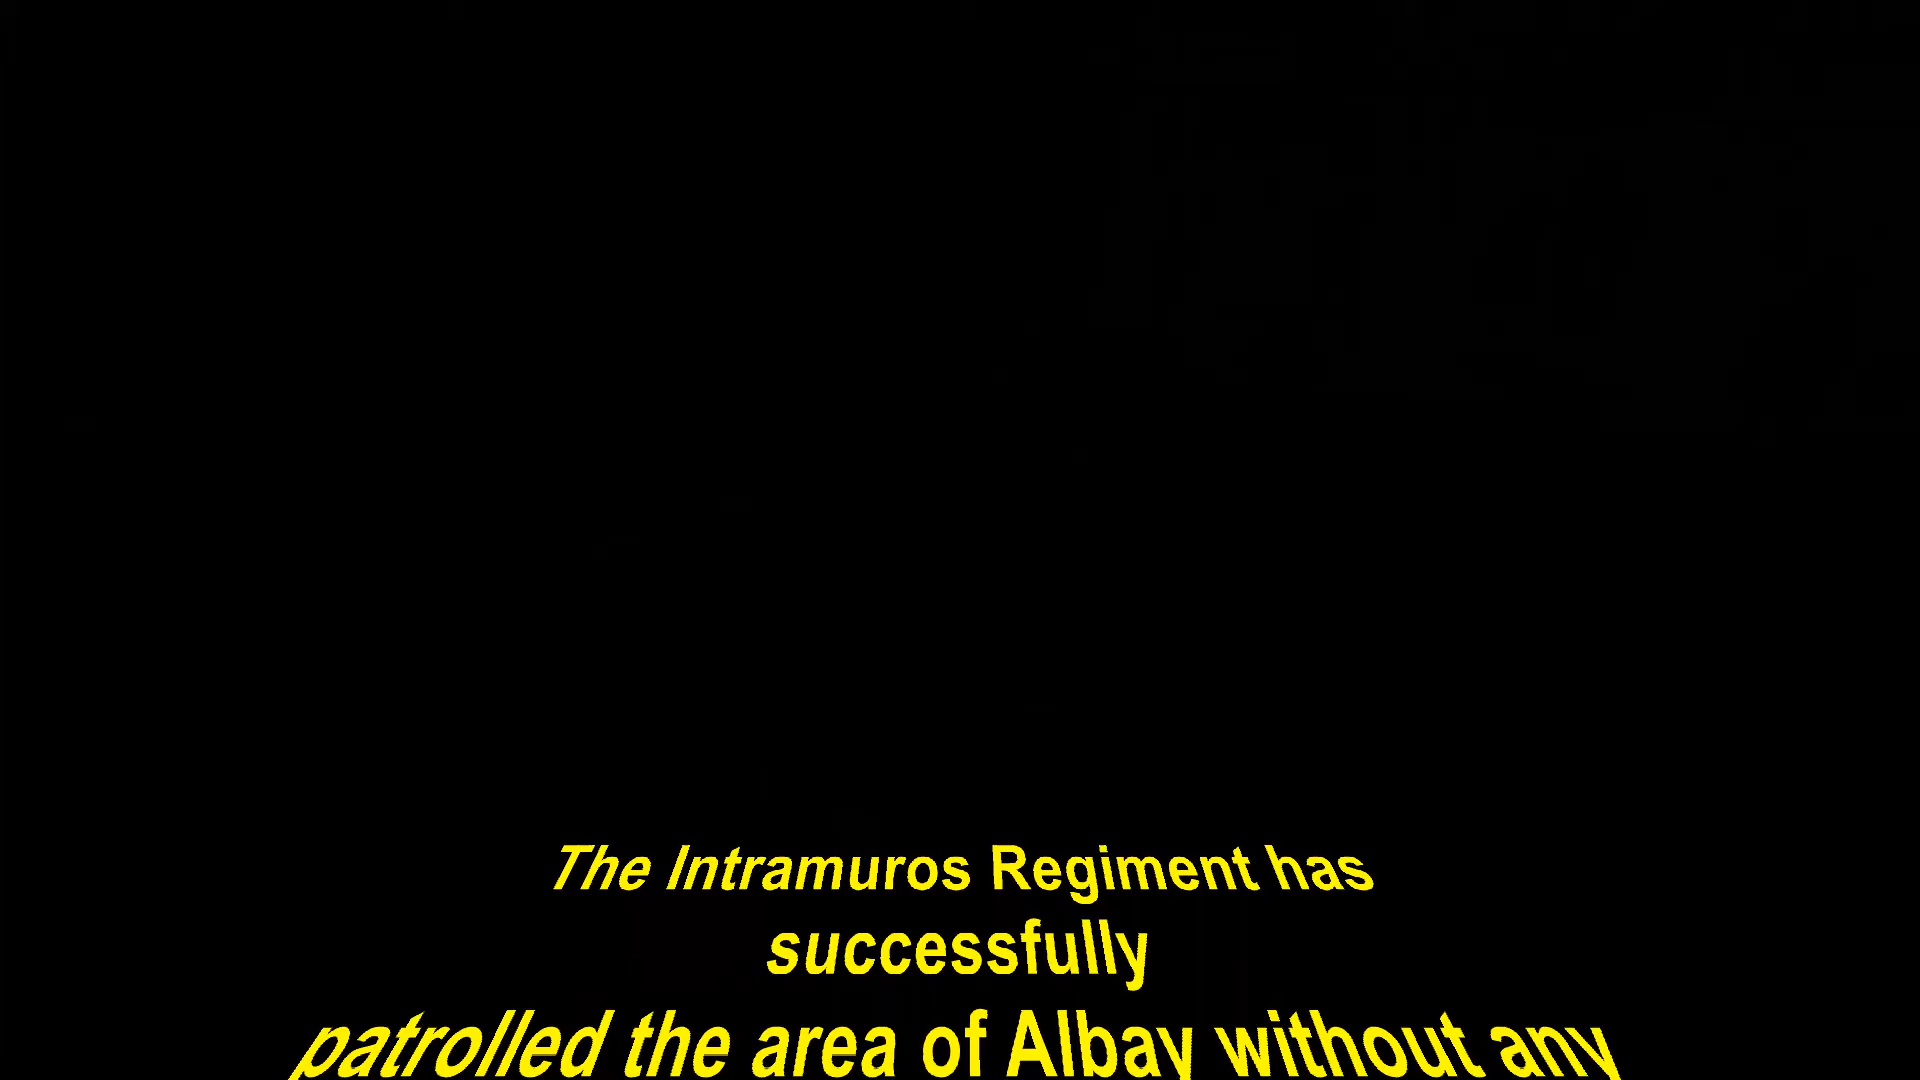 The Intramuros Regiment has
successfully
patrolled the area of Albay without any